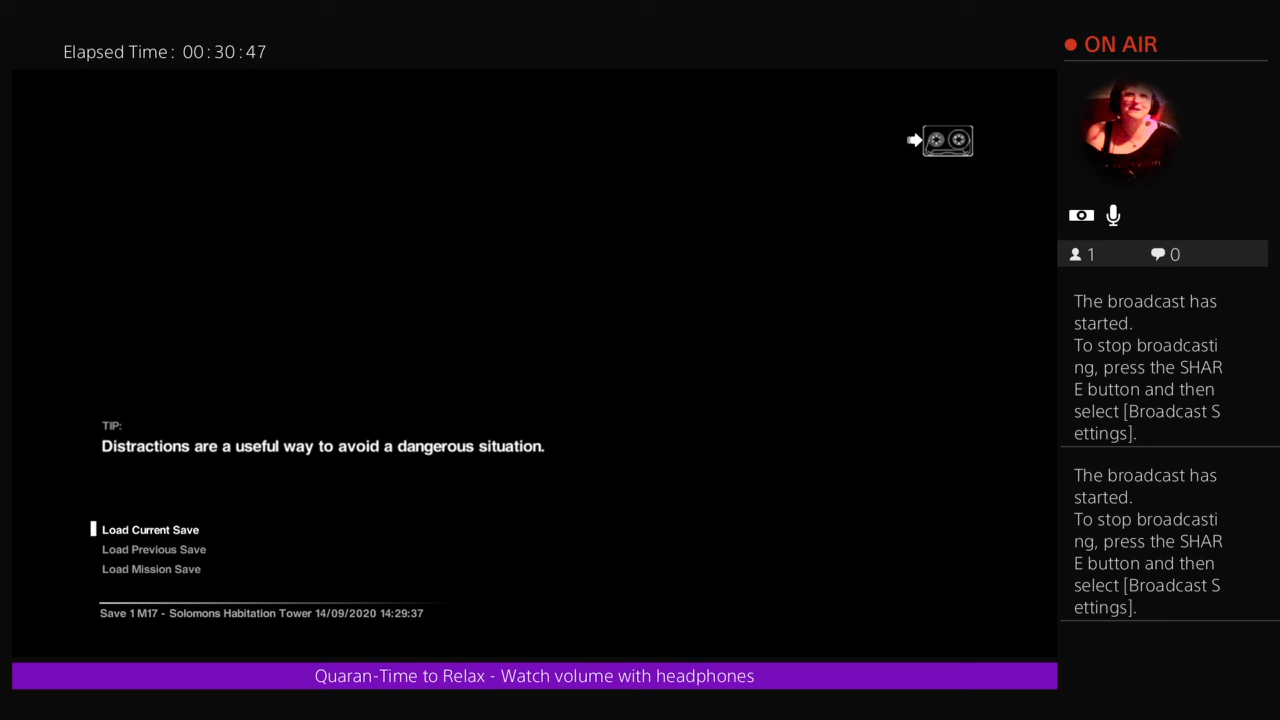 Elapsed Time: 00:30:47
ON AIR
1
0
The broadcast has
started.
To stop broadcasti
ng, press the SHAR
E button and then
select [Broadcast S
ettings].
The broadcast has
started.
To stop broadcasti
ng, press the SHAR
E button and then
select [Broadcast S
ettings].
TIP:
Distractions are a useful way to avoid a dangerous situation.
Load Current Save
Load Previous Save
Load Mission Save
Save 1 M17 - Solomons Habitation Tower 14/09/2020 14:29:37
Quaran-Time to Relax - Watch volume with headphones